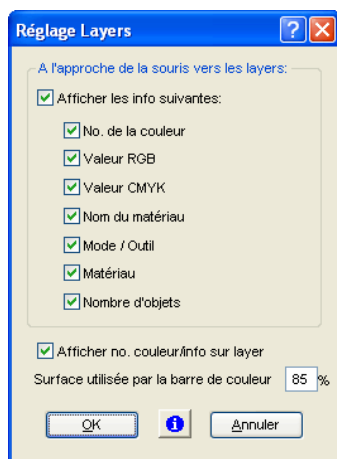 Réglage Layers
A l'approche de la souris vers les layers:
Afficher les info suivantes:
No. de la couleur
Valeur RGB
Valeur CMYK
Nom du matériau
Mode / Outil
Matériau
Nombre d'objets
Afficher no. couleur/info sur layer
Surface utilisée par la barre de couleur 85 %
OK Annuler